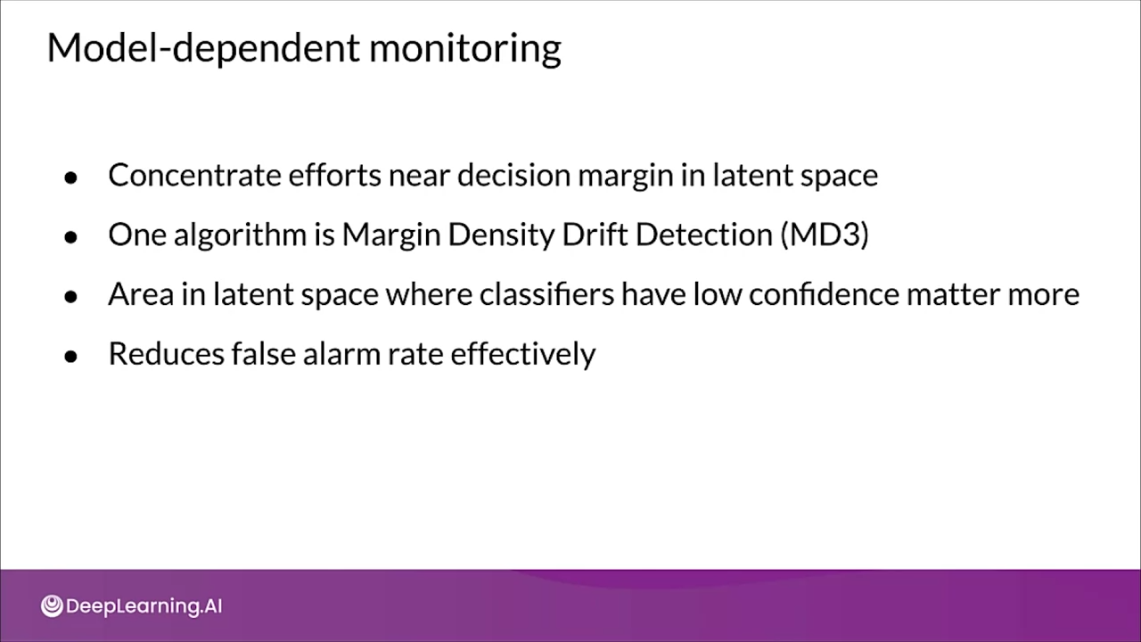 Model-dependent monitoring
● Concentrate efforts near decision margin in latent space
● One algorithm is Margin Density Drift Detection (MD3)
● Area in latent space where classifiers have low confidence matter more
● Reduces false alarm rate effectively
DeepLearning.AI